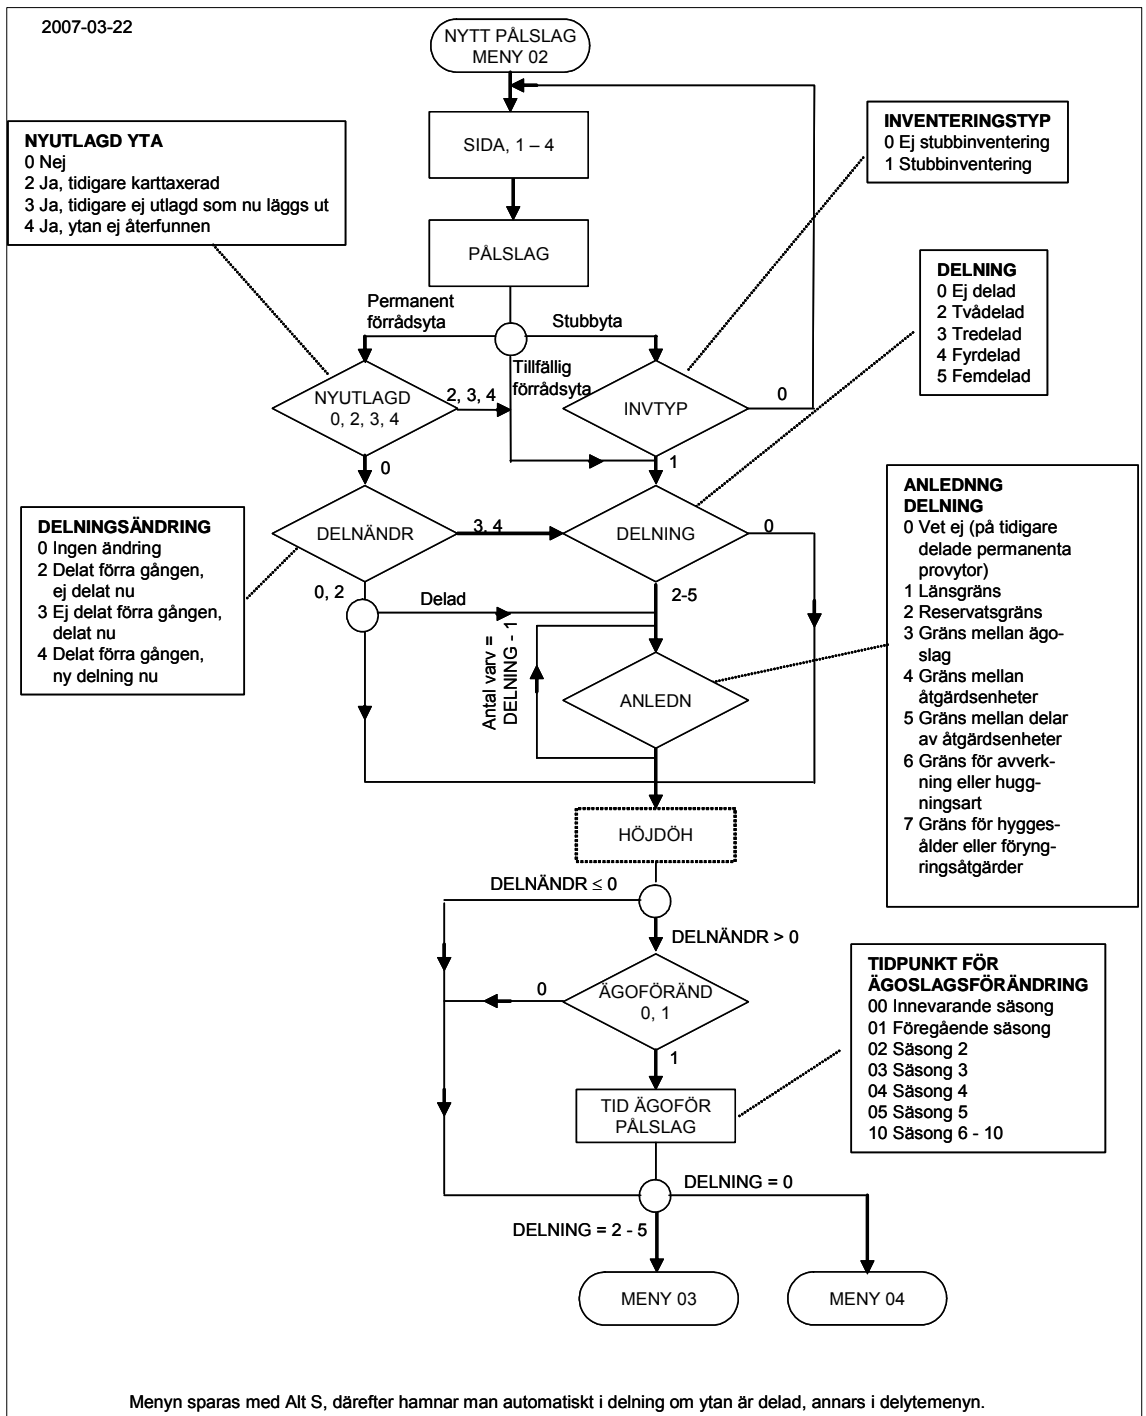 2007-03-22
NYTT PÅLSLAG
MENY 02
SIDA, 1 – 4
PÅLSLAG
NYUTLAGD YTA
0 Nej
2 Ja, tidigare karttaxerad
3 Ja, tidigare ej utlagd som nu läggs ut
4 Ja, ytan ej återfunnen
INVENTERINGSTYP
0 Ej stubbinventering
1 Stubbinventering
DELNING
0 Ej delad
2 Tvådelad
3 Tredelad
4 Fyrdelad
5 Femdelad
Permanent
förrådsyta
Stubbyta
Tillfällig
förrådsyta
NYUTLAGD
0, 2, 3, 4
2, 3, 4
INVTYP
0
0
1
DELNINGSÄNDRING
0 Ingen ändring
2 Delat förra gången,
ej delat nu
3 Ej delat förra gången,
delat nu
4 Delat förra gången,
ny delning nu
DELNÄNDR
3, 4
DELNING
0
0, 2
Delad
2-5
Antal varv =
DELNING - 1
ANLEDN
ANLEDNNG
DELNING
0 Vet ej (på tidigare
delade permanenta
provytor)
1 Länsgräns
2 Reservatsgräns
3 Gräns mellan ägo-
slag
4 Gräns mellan
åtgärdsenheter
5 Gräns mellan delar
av åtgärdsenheter
6 Gräns för avverk-
ning eller hugg-
ningsart
7 Gräns för hygges-
ålder eller föryng-
ringsåtgärder
HÖJDÖH
DELNÄNDR ≤ 0
DELNÄNDR > 0
0
ÄGOFÖRÄND
0, 1
1
TID ÄGOFÖR
PÅLSLAG
TIDPUNKT FÖR
ÄGOSLAGSFÖRÄNDRING
00 Innevarande säsong
01 Föregående säsong
02 Säsong 2
03 Säsong 3
04 Säsong 4
05 Säsong 5
10 Säsong 6 - 10
DELNING = 0
DELNING = 2 - 5
MENY 03
MENY 04
Menyn sparas med Alt S, därefter hamnar man automatiskt i delning om ytan är delad, annars i delytemenyn.